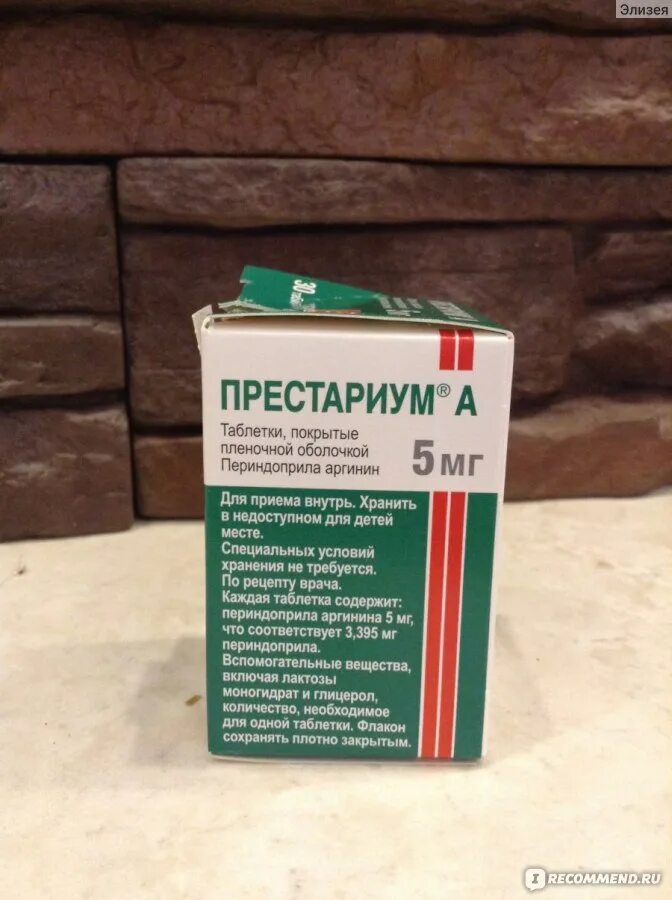 Элизея
30
ПРЕСТАРИУМ® А
Таблетки, покрытые
пленочной оболочкой
Периндоприла аргинин
5 мг
Для приема внутрь. Хранить
в недоступном для детей
месте.
Специальных условий
хранения не требуется.
По рецепту врача.
Каждая таблетка содержит:
периндоприла аргинина 5 мг,
что соответствует 3,395 мг
периндоприла.
Вспомогательные вещества,
включая лактозы
моногидрат и глицерол,
количество, необходимое
для одной таблетки. Флакон
сохранять плотно закрытым.
IRECOMMEND.RU